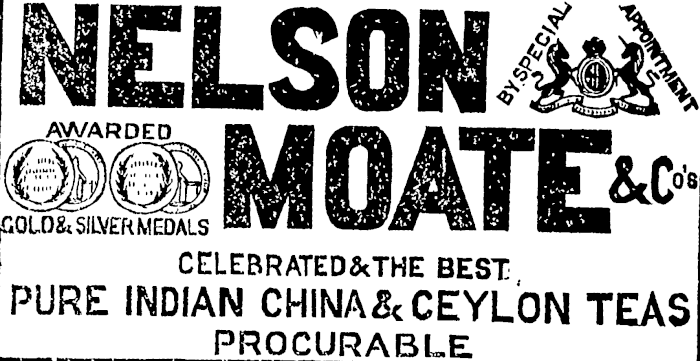 NELSON
BY SPECIAL APPOINTMENT
MOATE & Co's
AWARDED
GOLD & SILVER MEDALS
CELEBRATED & THE BEST
PURE INDIAN CHINA & CEYLON TEAS
PROCURABLE